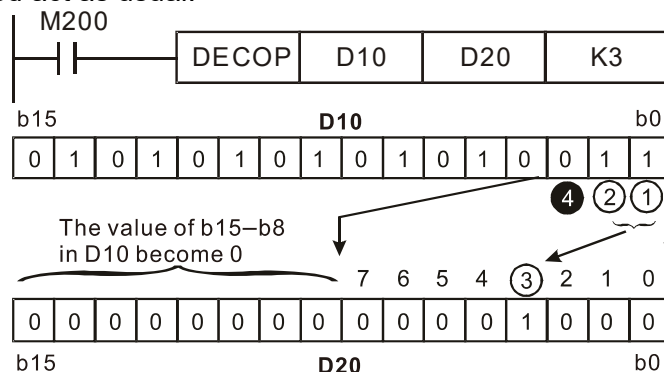 act as usual.
M200
DECOP D10 D20 K3
b15 D10 b0
0 1 0 1 0 1 0 1 0 1 0 1 0 0 1 1
4 2 1
The value of b15–b8
in D10 become 0
7 6 5 4 3 2 1 0
0 0 0 0 0 0 0 0 0 0 0 0 1 0 0 0
b15 D20 b0